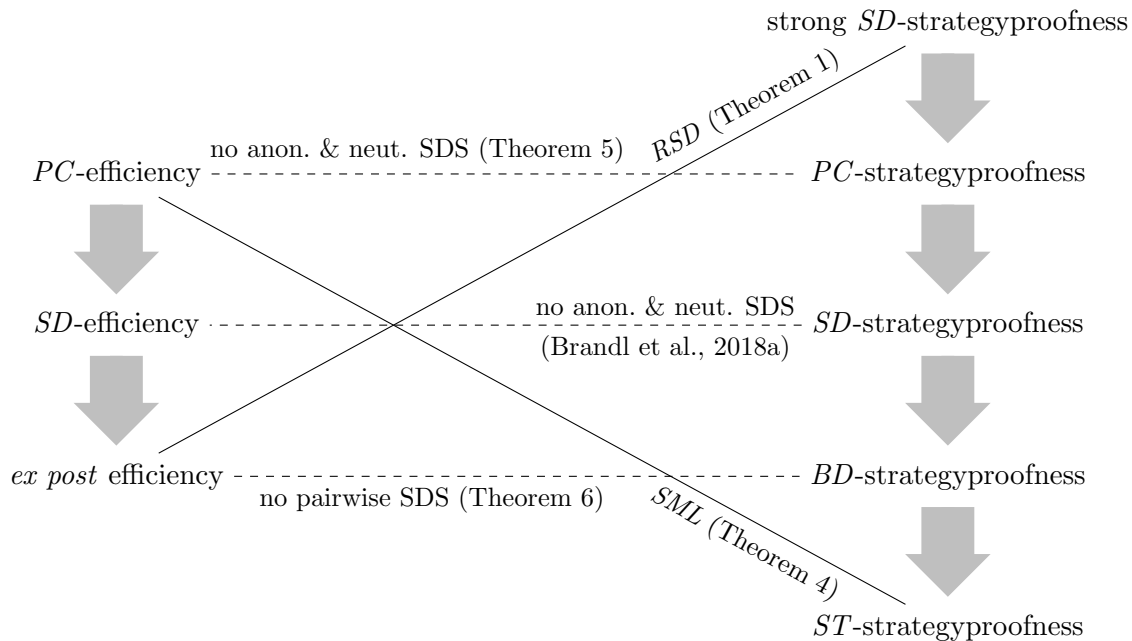 strong SD-strategyproofness
RSD (Theorem 1)
no anon. & neut. SDS (Theorem 5)
PC-efficiency
PC-strategyproofness
no anon. & neut. SDS
SD-efficiency
SD-strategyproofness
(Brandl et al., 2018a)
ex post efficiency
BD-strategyproofness
no pairwise SDS (Theorem 6)
SML (Theorem 4)
ST-strategyproofness